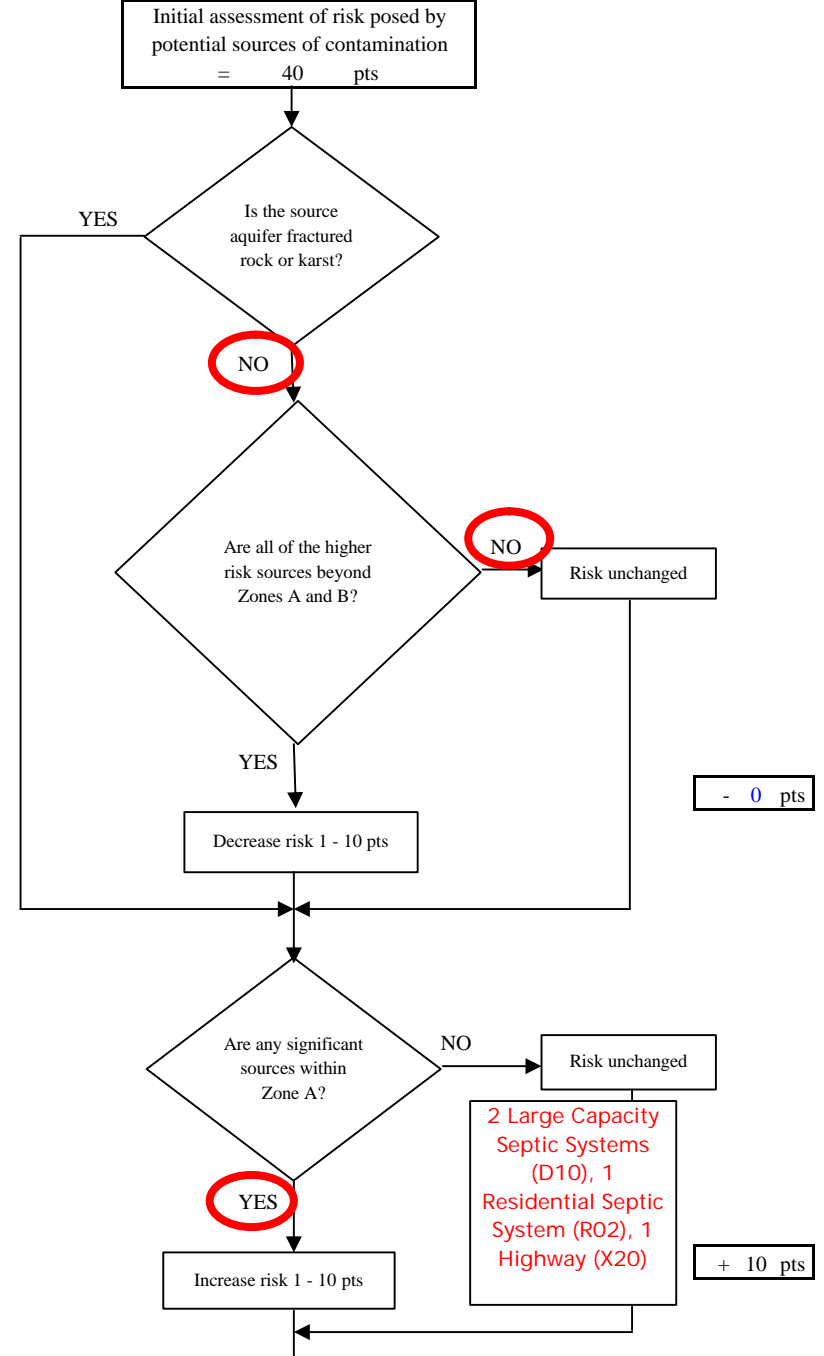 Initial assessment of risk posed by
potential sources of contamination
= 40 pts
YES
Is the source
aquifer fractured
rock or karst?
NO
Are all of the higher
risk sources beyond
Zones A and B?
NO
Risk unchanged
YES
- 0 pts
Decrease risk 1 - 10 pts
Are any significant
sources within
Zone A?
NO
Risk unchanged
2 Large Capacity
Septic Systems
(D10), 1
Residential Septic
System (R02), 1
Highway (X20)
YES
+ 10 pts
Increase risk 1 - 10 pts